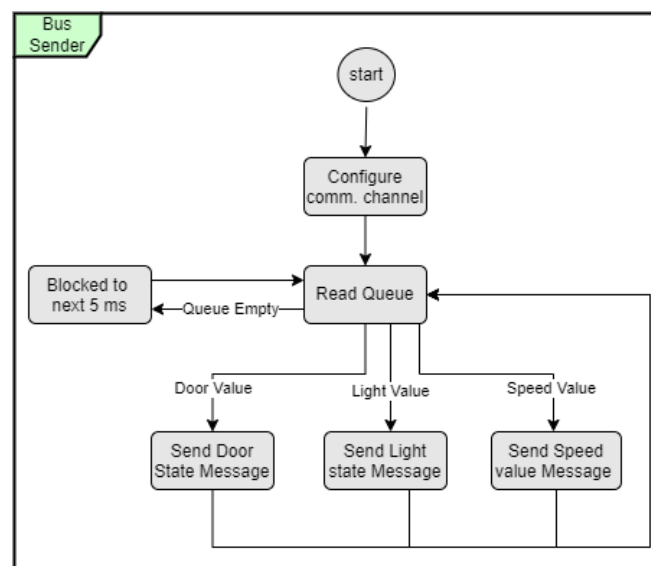 Bus
Sender
start
Configure
comm. channel
Blocked to
next 5 ms
Read Queue
Queue Empty
Door Value
Light Value
Speed Value
Send Door
State Message
Send Light
state Message
Send Speed
value Message